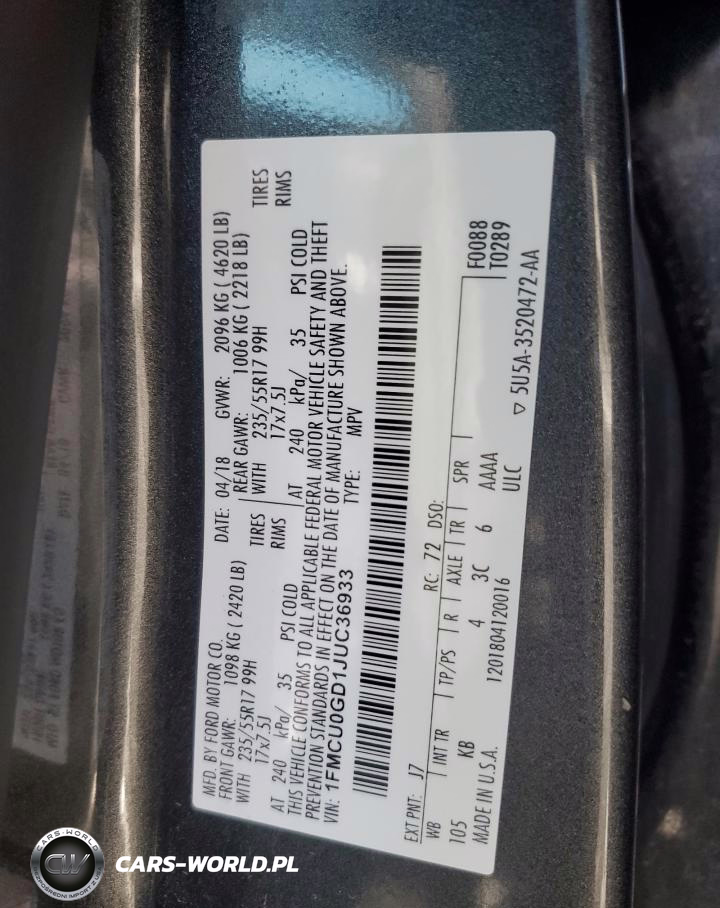 MFD. BY FORD MOTOR CO.
DATE: 04/18 GVWR: 2096 KG ( 4620 LB)
FRONT GAWR: 1098 KG ( 2420 LB)
REAR GAWR: 1006 KG ( 2218 LB)
WITH 235/55R17 99H TIRES
WITH 235/55R17 99H TIRES
17x7.5J RIMS
17x7.5J RIMS
AT 240 kPa/ 35 PSI COLD
AT 240 kPa/ 35 PSI COLD
THIS VEHICLE CONFORMS TO ALL APPLICABLE FEDERAL MOTOR VEHICLE SAFETY AND THEFT
PREVENTION STANDARDS IN EFFECT ON THE DATE OF MANUFACTURE SHOWN ABOVE.
VIN: 1FMCU0GD1JUC36933 TYPE: MPV
EXT PNT: J7 RC: 72 DSO:
WB INT TR TP/PS R AXLE TR SPR F0088
T0289
105 KB 4 3C 6 AAAA
MADE IN U.S.A. 1201804120016 ULC
5U5A-3520472-AA
CARS-WORLD
CW
CARS-WORLD.PL